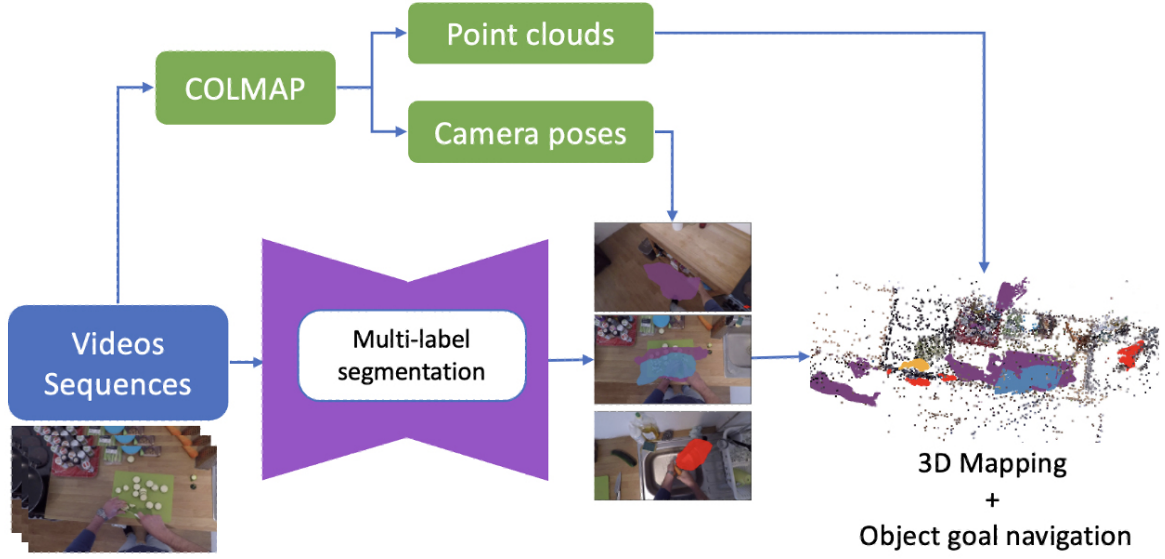 Point clouds
COLMAP
Camera poses
Videos
Sequences
Multi-label
segmentation
3D Mapping
+
Object goal navigation